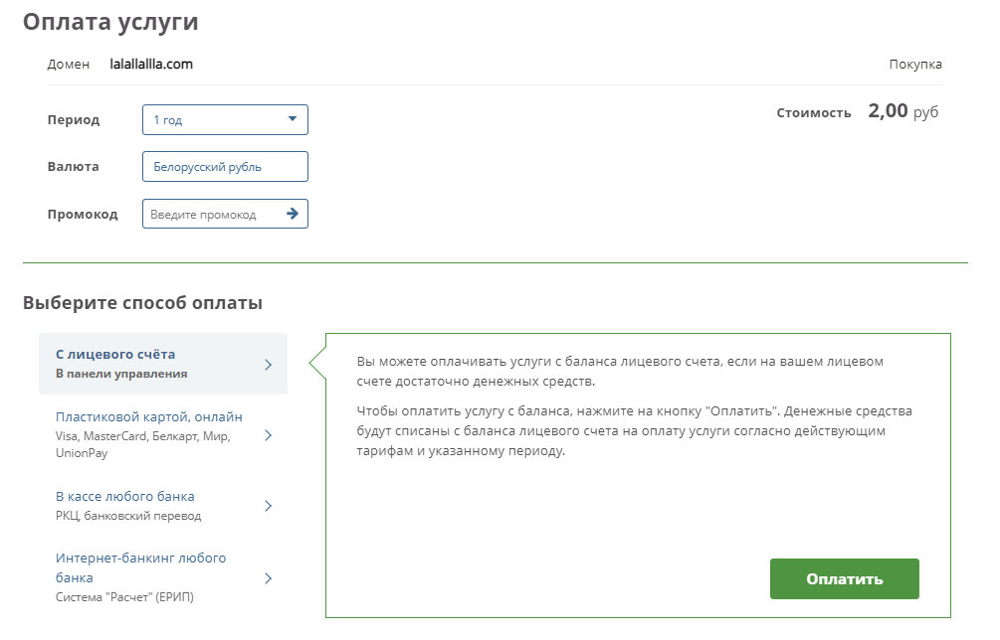 Оплата услуги
Домен lalallallla.com Покупка
Период 1 год Стоимость 2,00 руб
Валюта Белорусский рубль
Промокод Введите промокод
Выберите способ оплаты
С лицевого счёта
В панели управления
Пластиковой картой, онлайн
Visa, MasterCard, Белкарт, Мир,
UnionPay
В кассе любого банка
РКЦ, банковский перевод
Интернет-банкинг любого
банка
Система "Расчет" (ЕРИП)
Вы можете оплачивать услуги с баланса лицевого счета, если на вашем лицевом
счете достаточно денежных средств.
Чтобы оплатить услугу с баланса, нажмите на кнопку "Оплатить". Денежные средства
будут списаны с баланса лицевого счета на оплату услуги согласно действующим
тарифам и указанному периоду.
Оплатить